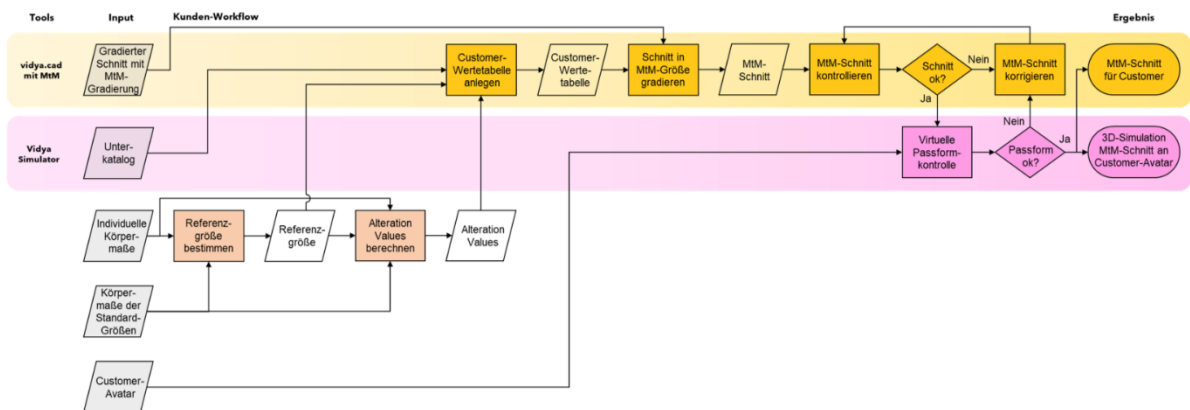 Tools
Input
Kunden-Workflow
Ergebnis
vidya.cad
mit MtM
Gradierter
Schnitt mit
MtM-
Gradierung
Customer-
Wertetabelle
anlegen
Customer-
Werte-
tabelle
Schnitt in
MtM-Größe
gradieren
MtM-
Schnitt
MtM-Schnitt
kontrollieren
Schnitt
ok?
Nein
Ja
MtM-Schnitt
korrigieren
MtM-Schnitt
für Customer
Vidya
Simulator
Unter-
katalog
Virtuelle
Passform-
kontrolle
Passform
ok?
Nein
Ja
3D-Simulation
MtM-Schnitt an
Customer-Avatar
Individuelle
Körper-
maße
Referenz-
größe
bestimmen
Referenz-
größe
Alteration
Values
berechnen
Alteration
Values
Körper-
maße der
Standard-
Größen
Customer-
Avatar